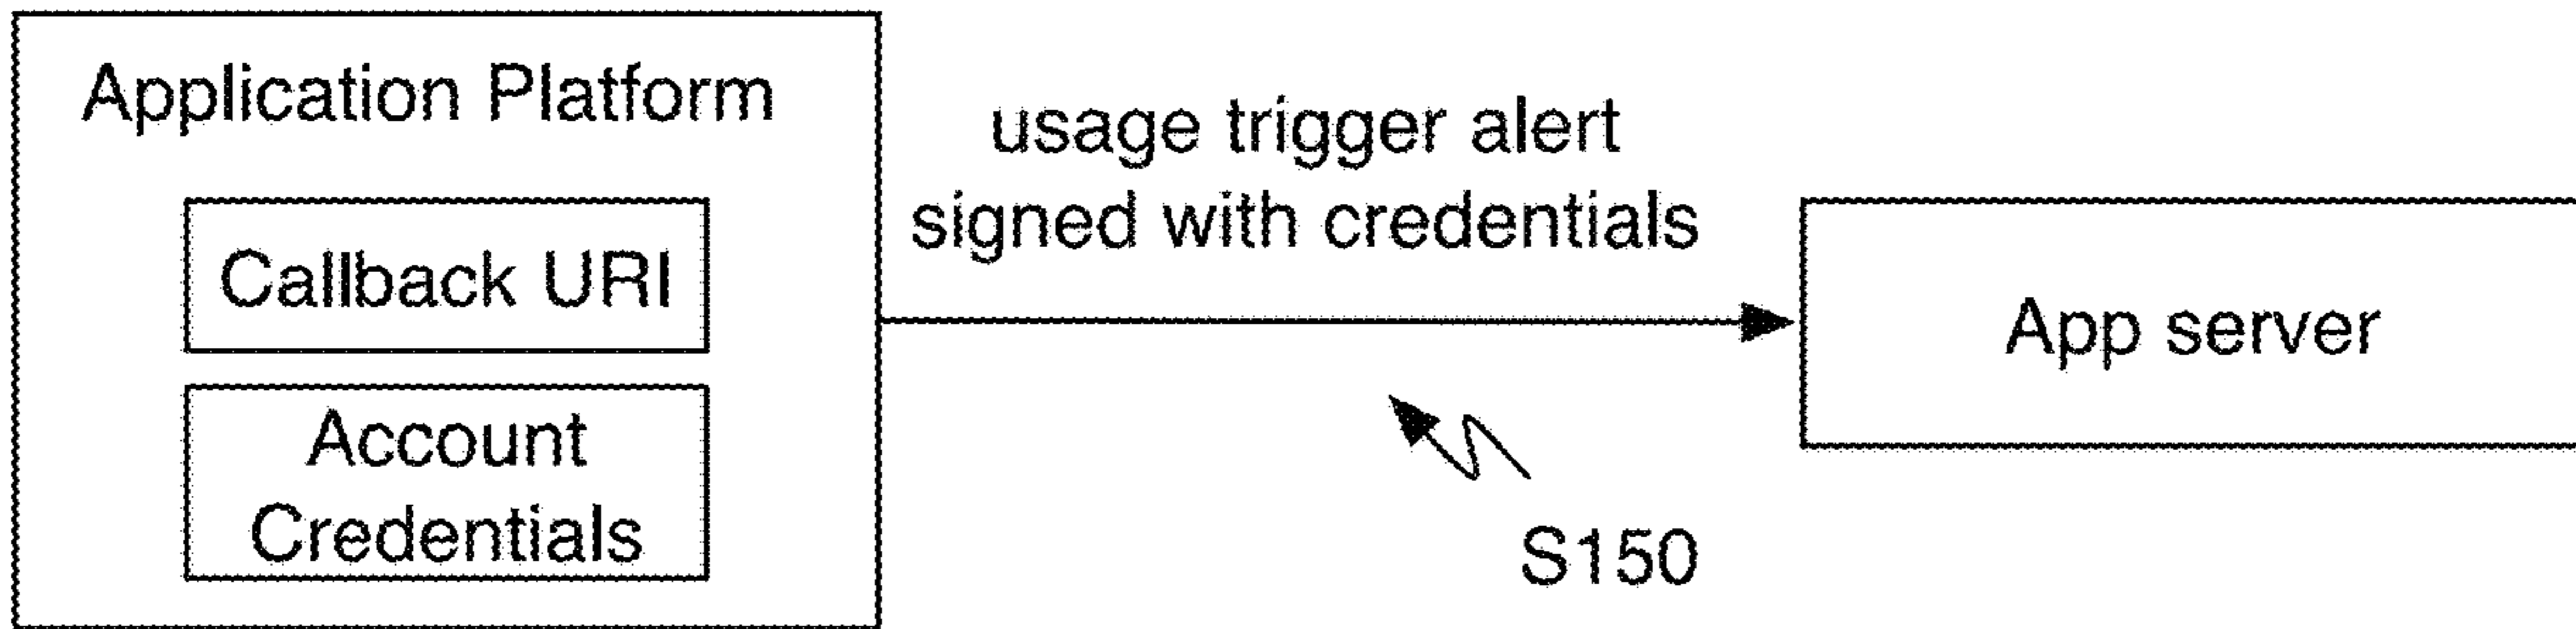 Application Platform
Callback URI
Account
Credentials
usage trigger alert
signed with credentials
S150
App server